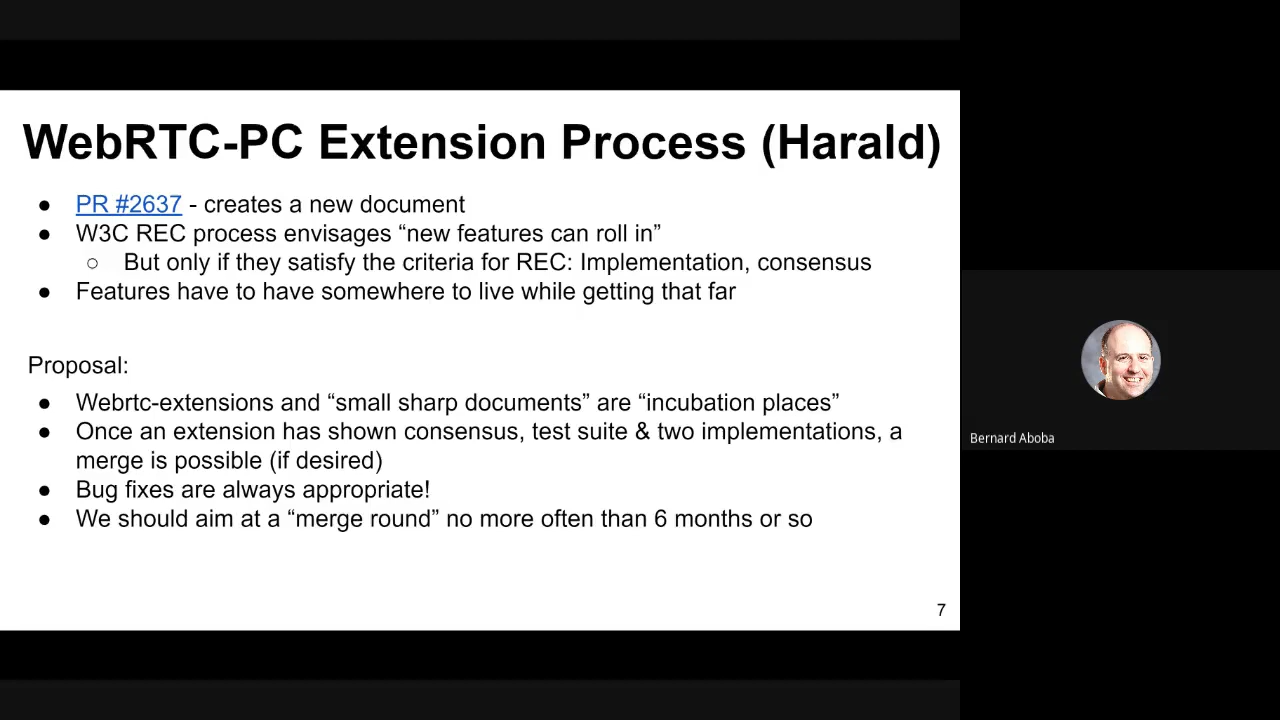 WebRTC-PC Extension Process (Harald)
● PR #2637 - creates a new document
● W3C REC process envisages “new features can roll in”
○ But only if they satisfy the criteria for REC: Implementation, consensus
● Features have to have somewhere to live while getting that far
Proposal:
● Webrtc-extensions and “small sharp documents” are “incubation places”
● Once an extension has shown consensus, test suite & two implementations, a
merge is possible (if desired)
● Bug fixes are always appropriate!
● We should aim at a “merge round” no more often than 6 months or so
7
Bernard Aboba